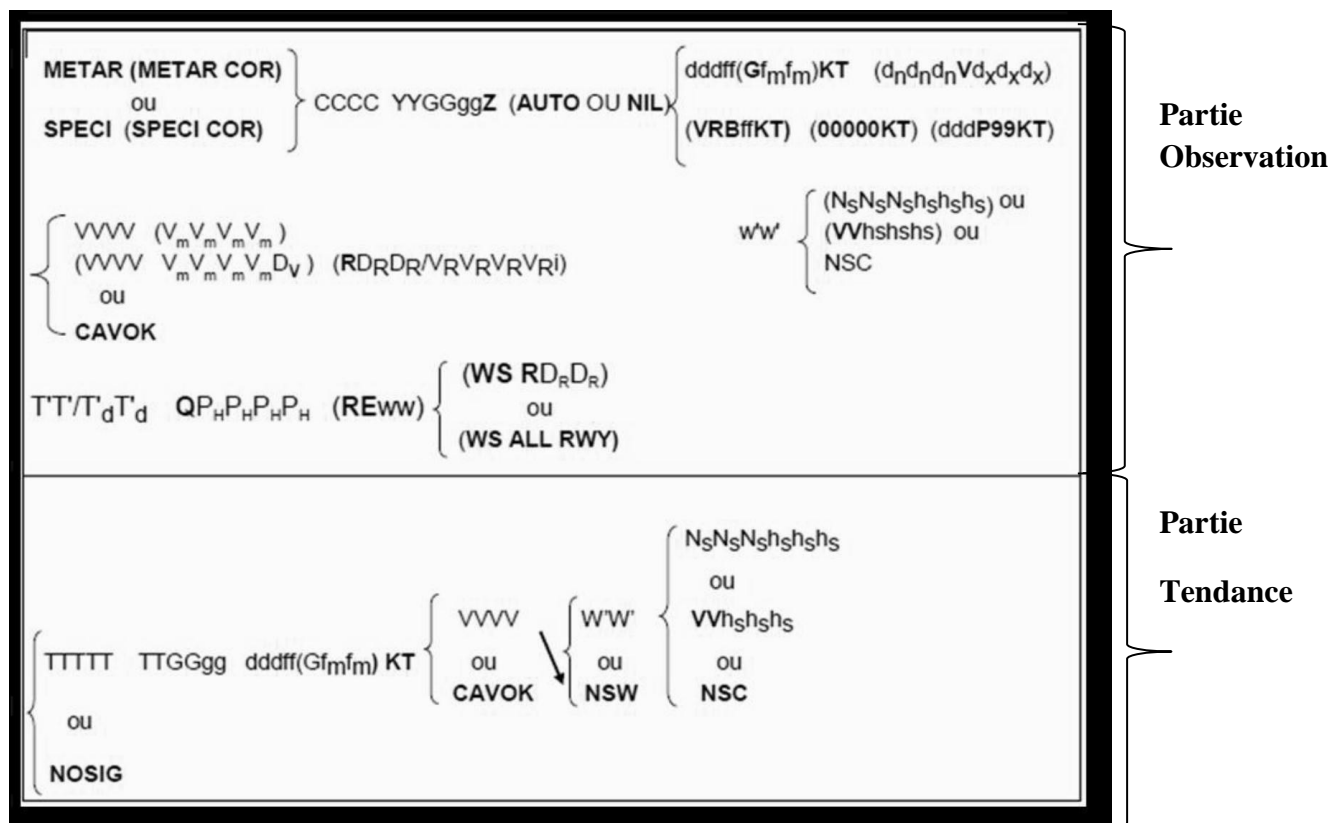 METAR (METAR COR)
ou
SPECI (SPECI COR)
CCCC YYGGggZ (AUTO OU NIL)
dddff(Gfmfm)KT (dndndnVdxdxdx)
(VRBffKT) (00000KT) (dddP99KT)
Partie
Observation
VVVV (VmVmVmVm)
(VVVV VmVmVmVmDv) (RDRDR/VRVRVRVRi)
ou
CAVOK
w'w'
(NSNSNShShShS) ou
(VVhshshs) ou
NSC
T'T'/T'dT'd QPHPHPHPH (REww)
(WS RDRDR)
ou
(WS ALL RWY)
Partie
Tendance
TTTTT TTGGgg dddff(Gfmfm) KT
ou
NOSIG
VVVV
ou
CAVOK
W'W'
ou
NSW
NSNSNShShShS
ou
VVhShShS
ou
NSC